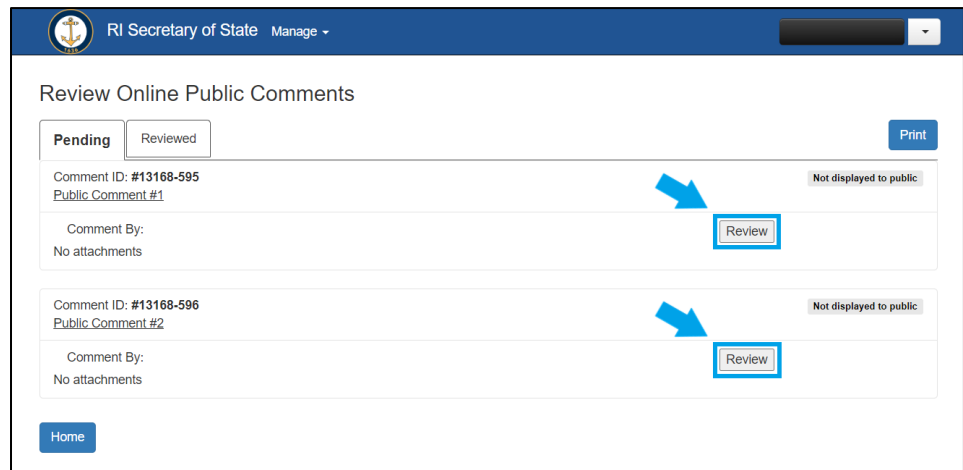 RI Secretary of State Manage
Review Online Public Comments
Pending Reviewed Print
Comment ID: #13168-595 Not displayed to public
Public Comment #1
Comment By: Review
No attachments
Comment ID: #13168-596 Not displayed to public
Public Comment #2
Comment By: Review
No attachments
Home